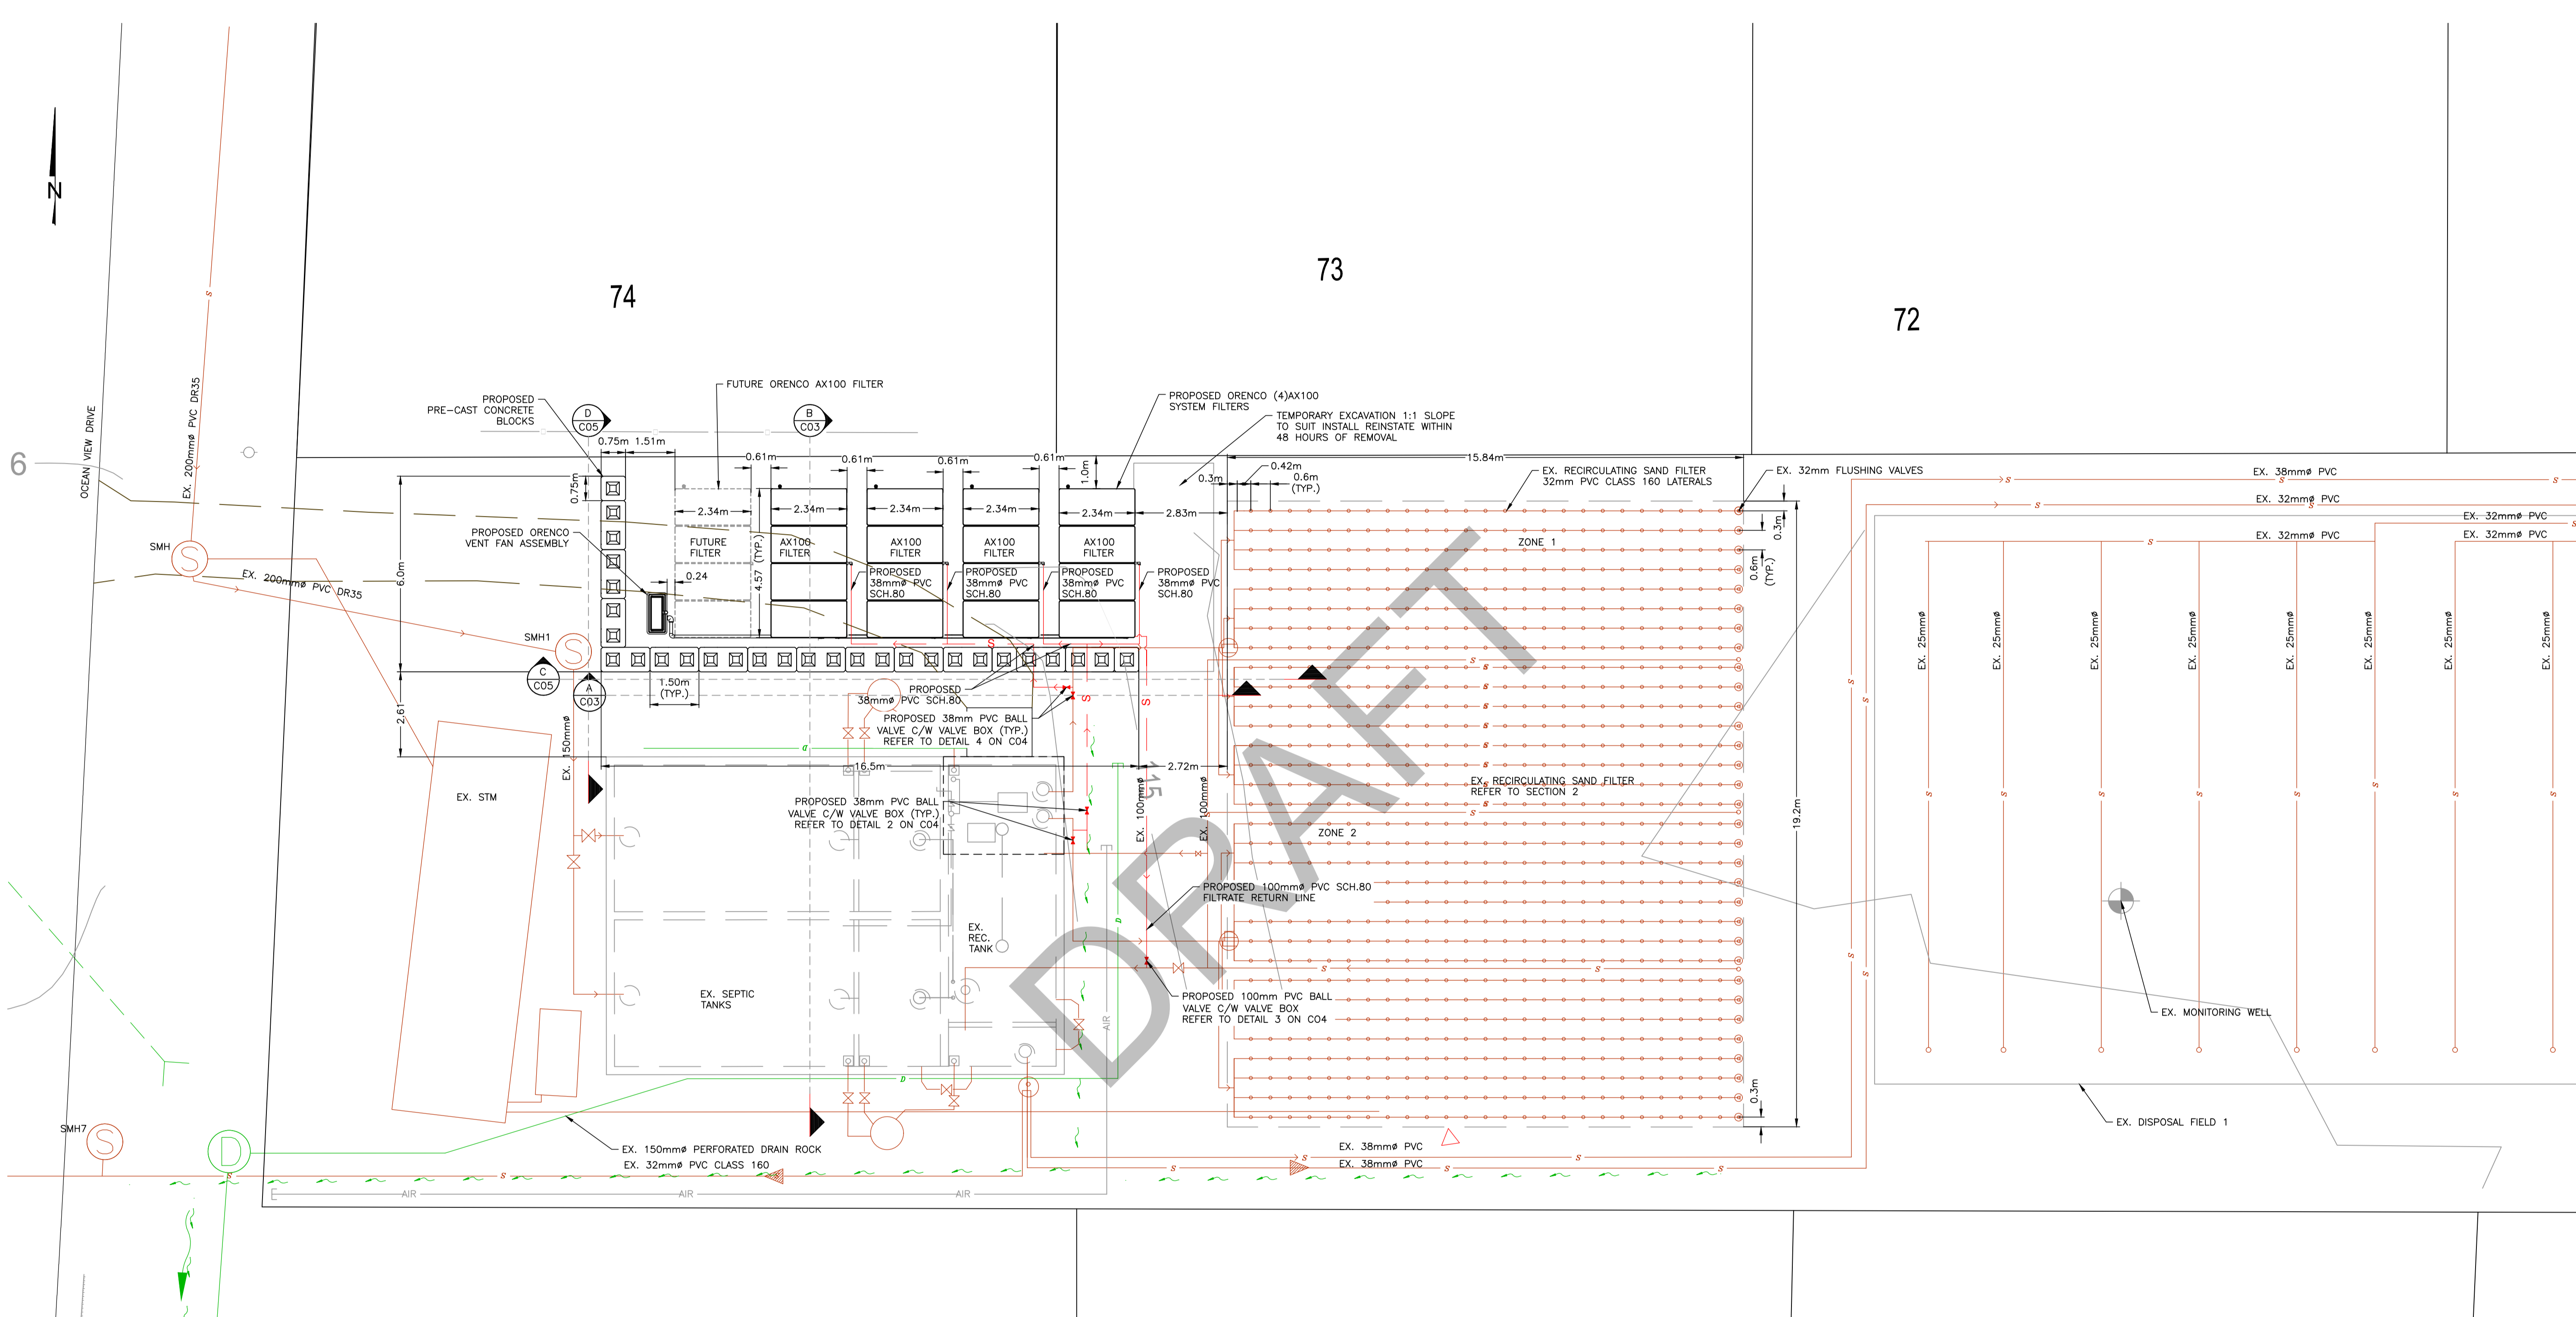 74
73
72
N
6
OCEAN VIEW DRIVE
EX. 200mmø PVC DR35
S
SMH
S
EX. 200mmø PVC DR35
SMH1
S
PROPOSED
PRE-CAST CONCRETE
BLOCKS
D
C05
B
C03
FUTURE ORENCO AX100 FILTER
PROPOSED ORENCO (4)AX100
SYSTEM FILTERS
TEMPORARY EXCAVATION 1:1 SLOPE
TO SUIT INSTALL REINSTATE WITHIN
48 HOURS OF REMOVAL
0.75m
1.51m
0.61m
0.61m
0.61m
0.61m
1.0m
0.75m
15.84m
0.3m
0.42m
0.6m
(TYP.)
EX. RECIRCULATING SAND FILTER
32mm PVC CLASS 160 LATERALS
EX. 32mm FLUSHING VALVES
EX. 38mmø PVC
EX. 32mmø PVC
EX. 32mmø PVC
EX. 32mmø PVC
EX. 32mmø PVC
2.34m
2.34m
2.34m
2.34m
2.34m
2.83m
PROPOSED ORENCO
VENT FAN ASSEMBLY
FUTURE
FILTER
AX100
FILTER
AX100
FILTER
AX100
FILTER
AX100
FILTER
4.57 (TYP.)
0.24
PROPOSED
38mmø PVC
SCH.80
PROPOSED
38mmø PVC
SCH.80
PROPOSED
38mmø PVC
SCH.80
PROPOSED
38mmø PVC
SCH.80
ZONE 1
0.3m
0.6m
(TYP.)
6.0m
2.61
C
C05
A
C03
1.50m
(TYP.)
PROPOSED
38mmø PVC SCH.80
PROPOSED 38mm PVC BALL
VALVE C/W VALVE BOX (TYP.)
REFER TO DETAIL 4 ON C04
EX. 150mmø
D
16.5m
2.72m
15
EX. STM
PROPOSED 38mm PVC BALL
VALVE C/W VALVE BOX (TYP.)
REFER TO DETAIL 2 ON C04
EX. 100mmø
EX. 100mmø
EX. RECIRCULATING SAND FILTER
REFER TO SECTION 2
ZONE 2
19.2m
EX. 25mmø
EX. 25mmø
EX. 25mmø
EX. 25mmø
EX. 25mmø
EX. 25mmø
EX. 25mmø
EX. 25mmø
PROPOSED 100mmø PVC SCH.80
FILTRATE RETURN LINE
D
EX.
REC.
TANK
EX. SEPTIC
TANKS
PROPOSED 100mm PVC BALL
VALVE C/W VALVE BOX
REFER TO DETAIL 3 ON C04
AIR
EX. MONITORING WELL
DRAFT
D
0.3m
EX. DISPOSAL FIELD 1
SMH7
S
D
EX. 150mmø PERFORATED DRAIN ROCK
EX. 32mmø PVC CLASS 160
EX. 38mmø PVC
EX. 38mmø PVC
S
S
AIR
AIR
AIR